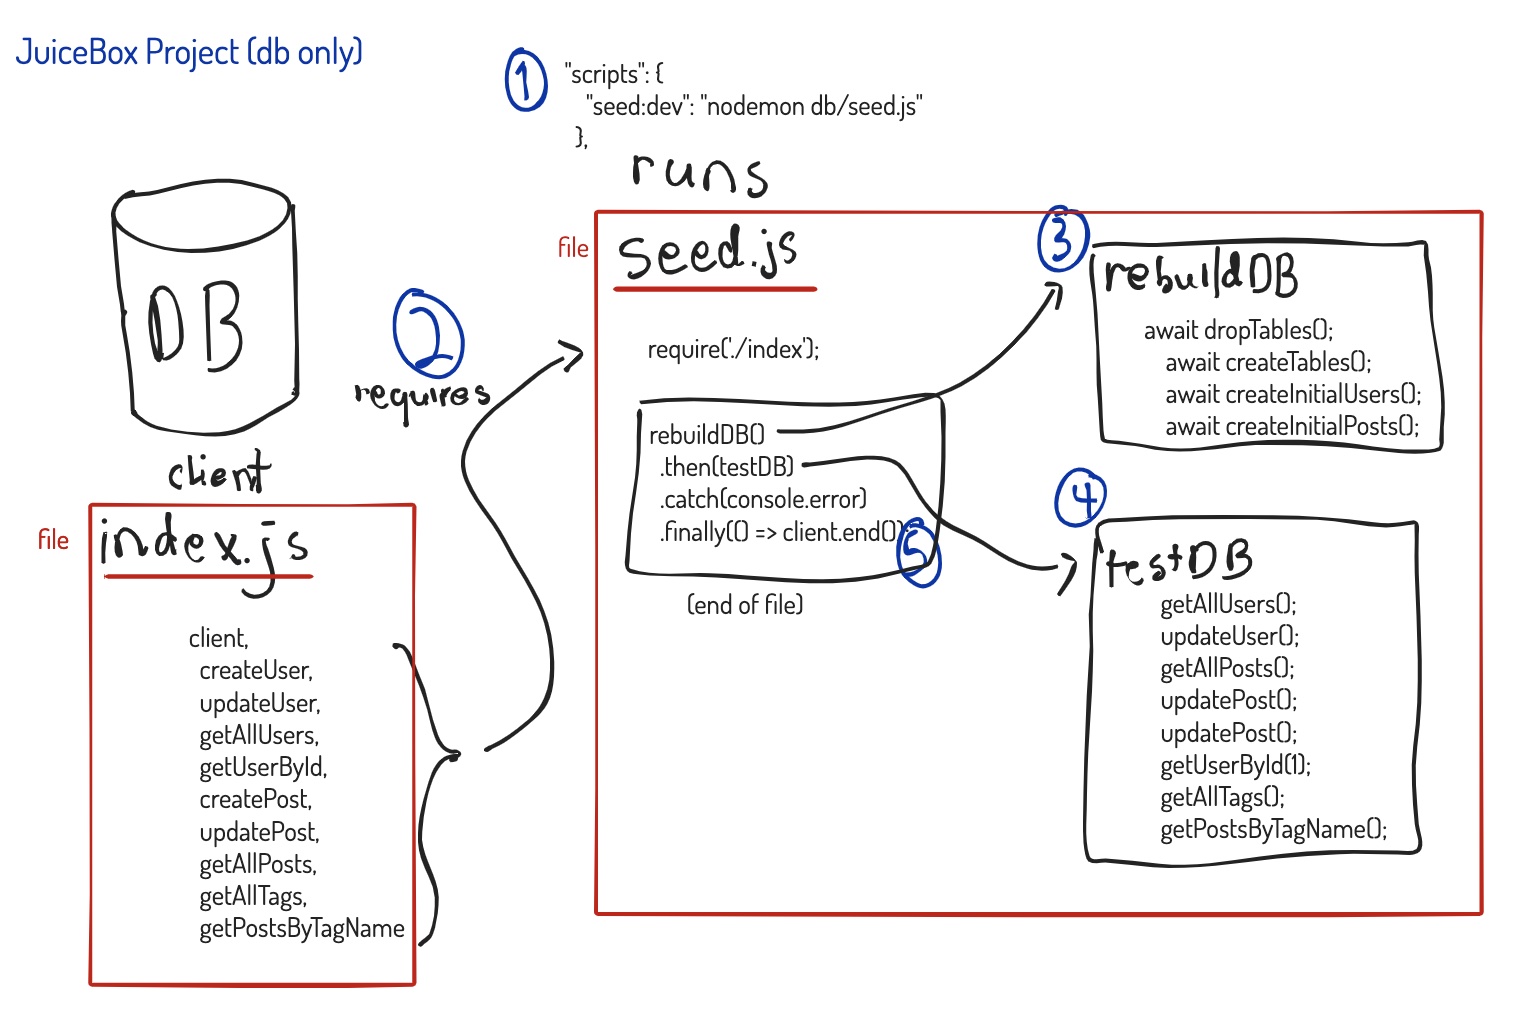 JuiceBox Project (db only)
1
"scripts": {
"seed:dev": "nodemon db/seed.js"
},
runs
DB
client
2
requires
file
index.js
client,
createUser,
updateUser,
getAllUsers,
getUserById,
createPost,
updatePost,
getAllPosts,
getAllTags,
getPostsByTagName
file
seed.js
require('./index');
rebuildDB()
.then(testDB)
.catch(console.error)
.finally(() => client.end());
5
(end of file)
3
rebuildDB
await dropTables();
await createTables();
await createInitialUsers();
await createInitialPosts();
4
testDB
getAllUsers();
updateUser();
getAllPosts();
updatePost();
updatePost();
getUserById(1);
getAllTags();
getPostsByTagName();